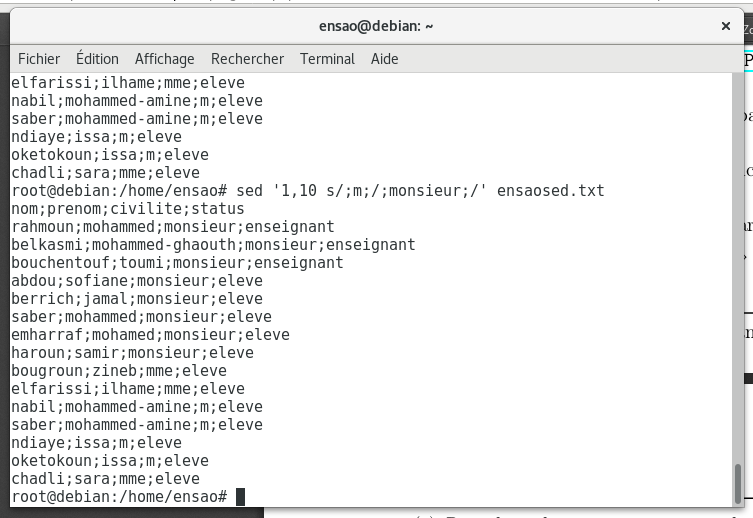 ensao@debian: ~
Fichier Édition Affichage Rechercher Terminal Aide
elfarissi;ilhame;mme;eleve
nabil;mohammed-amine;m;eleve
saber;mohammed-amine;m;eleve
ndiaye;issa;m;eleve
oketokoun;issa;m;eleve
chadli;sara;mme;eleve
root@debian:/home/ensao# sed '1,10 s/;m;/;monsieur;/' ensaosed.txt
nom;prenom;civilite;status
rahmoun;mohammed;monsieur;enseignant
belkasmi;mohammed-ghaouth;monsieur;enseignant
bouchentouf;toumi;monsieur;enseignant
abdou;sofiane;monsieur;eleve
berrich;jamal;monsieur;eleve
saber;mohammed;monsieur;eleve
emharraf;mohamed;monsieur;eleve
haroun;samir;monsieur;eleve
bougroun;zineb;mme;eleve
elfarissi;ilhame;mme;eleve
nabil;mohammed-amine;m;eleve
saber;mohammed-amine;m;eleve
ndiaye;issa;m;eleve
oketokoun;issa;m;eleve
chadli;sara;mme;eleve
root@debian:/home/ensao#